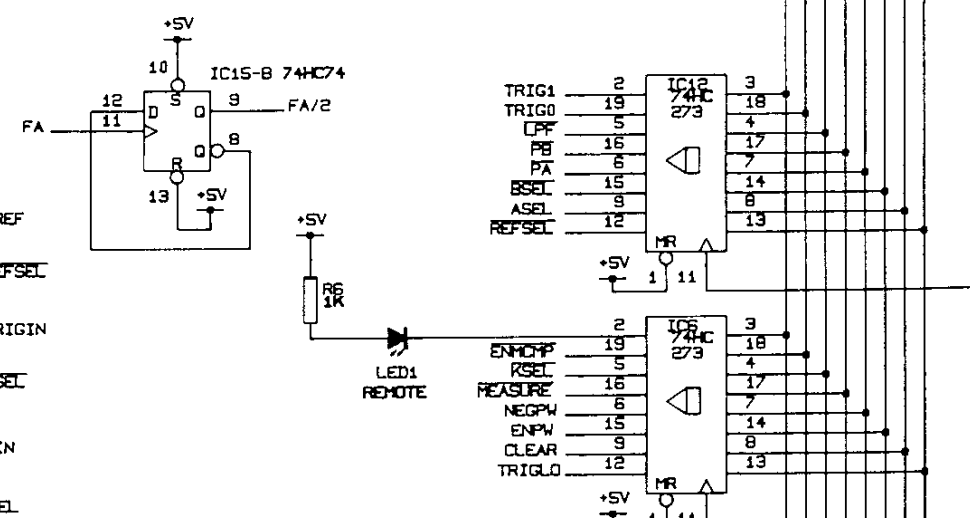 +5V
10
IC15-B 74HC74
S
12
D
Q
9
FA/2
FA
11
8
Q
R
13
+5V
REF
EFSEL
RIGIN
SEL
IN
EL
+5V
R6
1K
LED1
REMOTE
IC12
74HC
273
TRIG1
2
3
TRIG0
19
18
LPF
5
4
PB
16
17
PA
6
7
BSEL
15
14
ASEL
9
8
REFSEL
12
13
MR
+5V
1
11
IC6
74HC
273
2
3
ENMCMP
19
18
RSEL
5
4
MEASURE
16
17
NEGPW
6
7
ENPW
15
14
CLEAR
9
8
TRIGLO
12
13
MR
+5V
1
11